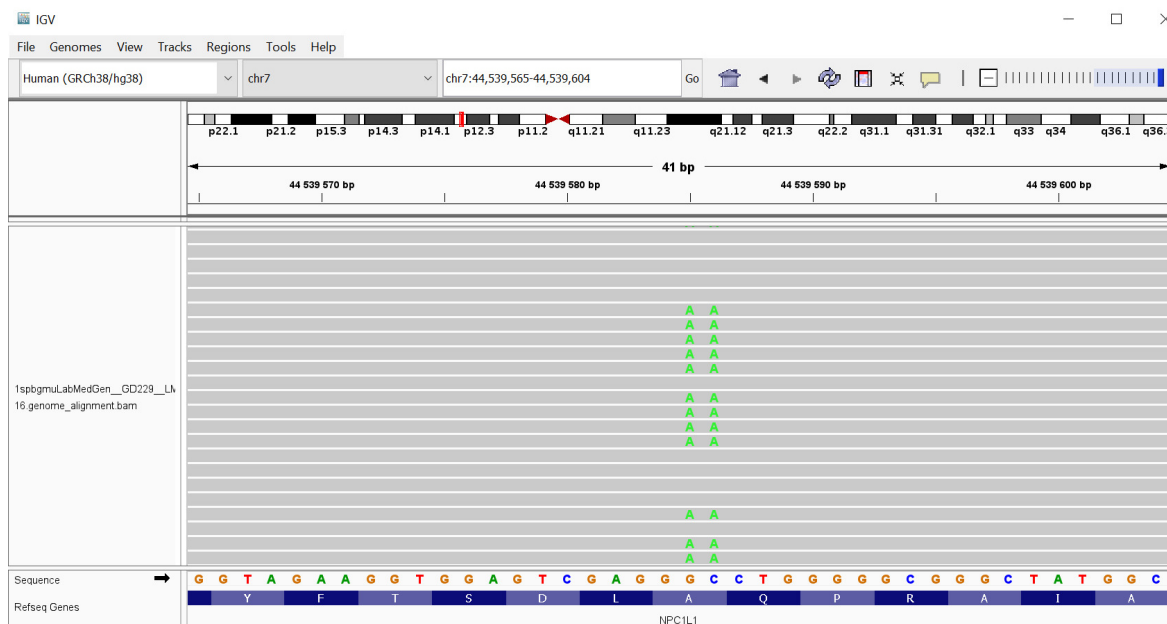 IGV
File Genomes View Tracks Regions Tools Help
Human (GRCh38/hg38) chr7 chr7:44,539,565-44,539,604 Go
p22.1 p21.2 p15.3 p14.3 p14.1 p12.3 p11.2 q11.21 q11.23 q21.12 q21.3 q22.2 q31.1 q31.31 q32.1 q33 q34 q36.1
41 bp
44 539 570 bp 44 539 580 bp 44 539 590 bp 44 539 600 bp
A A
A A
A A
A A
A A
A A
A A
A A
A A
A A
A A
A A
1spbgmuLabMedGen__GD229__LM
16.genome_alignment.bam
Sequence G G T A G A A G G T G G A G T C G A G G G C C T G G G G G C G G G C T A T G G C
Refseq Genes Y F T S D L A Q P R A I A
NPC1L1